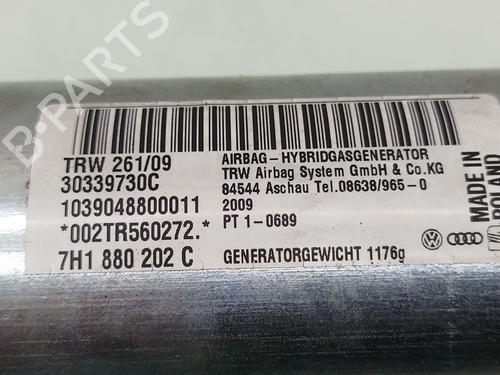 TRW 261/09
30339730C
1039048800011
*002TR560272.*
7H1 880 202 C
AIRBAG-HYBRIDGASGENERATOR
TRW Airbag System GmbH & Co.KG
84544 Aschau Tel.08638/965-0
2009
PT 1-0689
GENERATORGEWICHT 1176g
MADE IN
B-PARTS